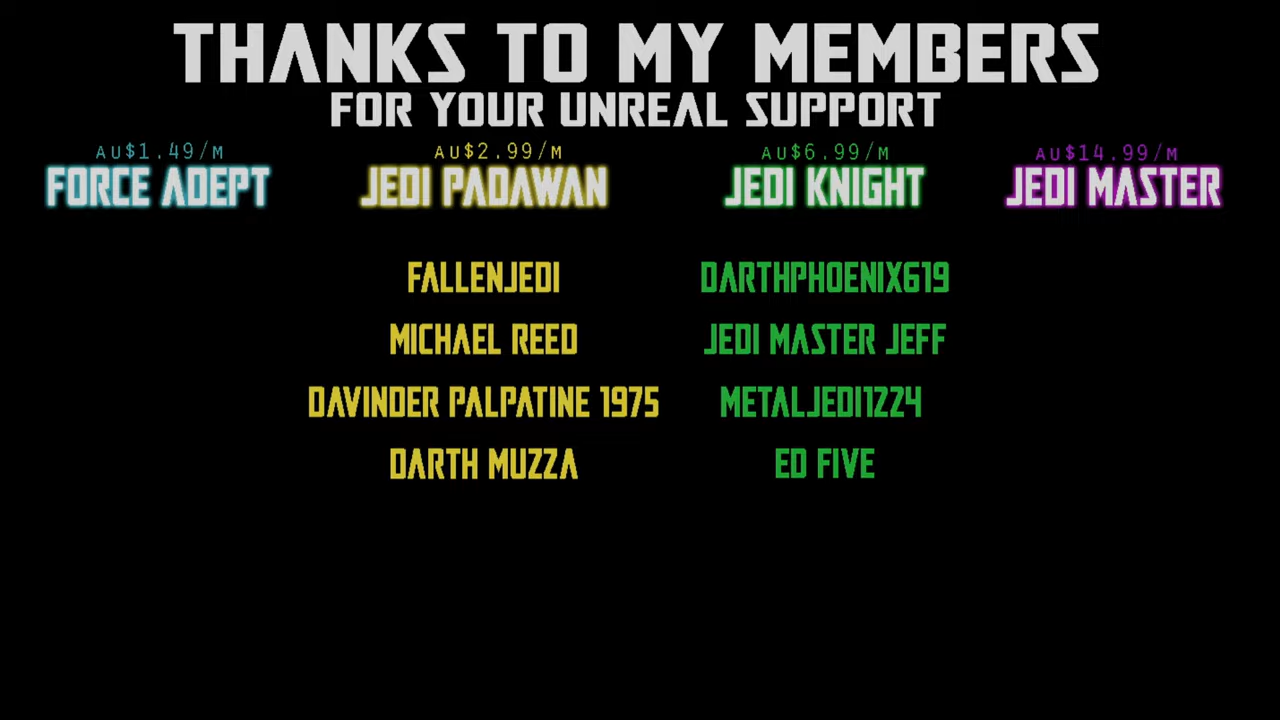 THANKS TO MY MEMBERS
FOR YOUR UNREAL SUPPORT
AU$1.49/M AU$2.99/M AU$6.99/M AU$14.99/M
FORCE ADEPT JEDI PADAWAN JEDI KNIGHT JEDI MASTER
FALLENJEDI DARTHPHOENIX619
MICHAEL REED JEDI MASTER JEFF
DAVINDER PALPATINE 1975 METALJEDI1224
DARTH MUZZA ED FIVE